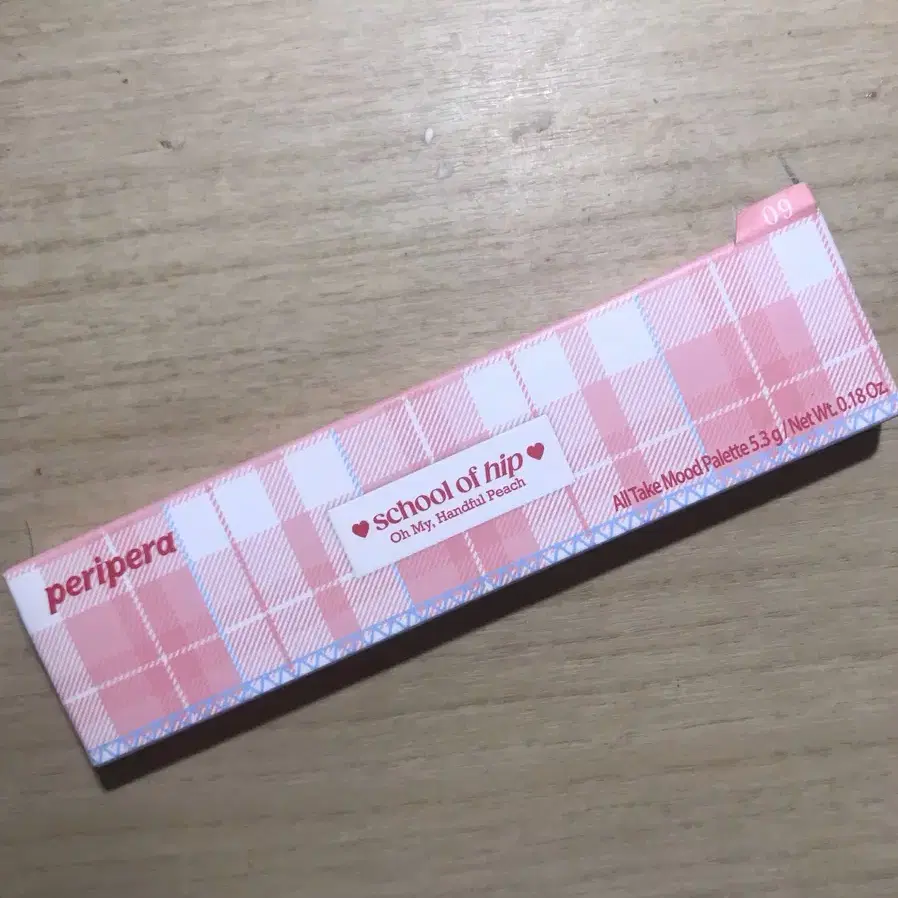 09
peripera
school of hip
Oh My, Handful Peach
All Take Mood Palette 5.3 g / Net Wt. 0.18 Oz.